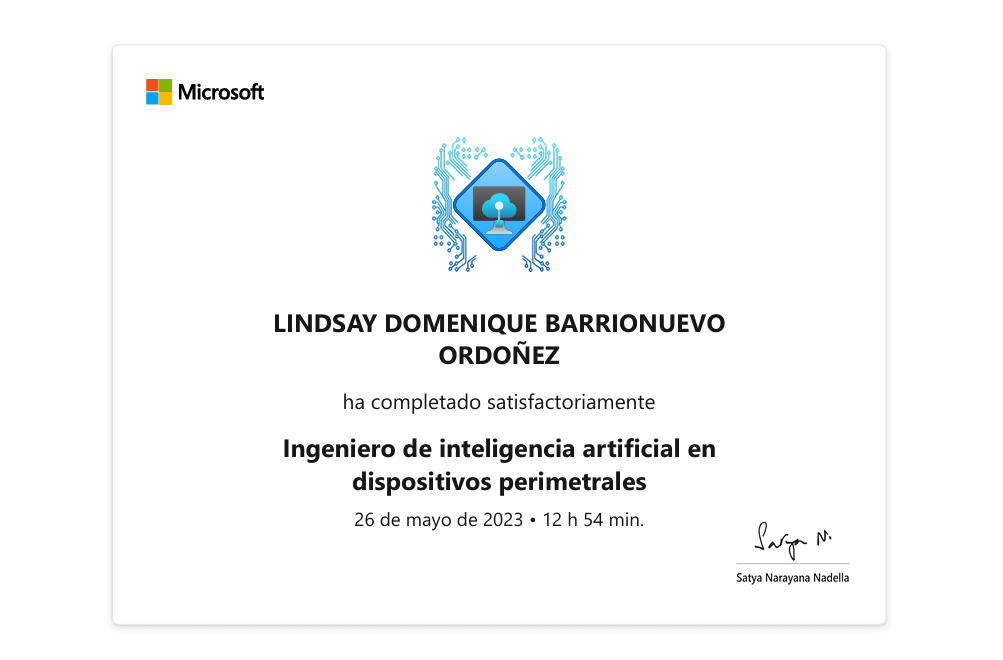 Microsoft
LINDSAY DOMENIQUE BARRIONUEVO
ORDOÑEZ
ha completado satisfactoriamente
Ingeniero de inteligencia artificial en
dispositivos perimetrales
26 de mayo de 2023 • 12 h 54 min.
Satya N.
Satya Narayana Nadella